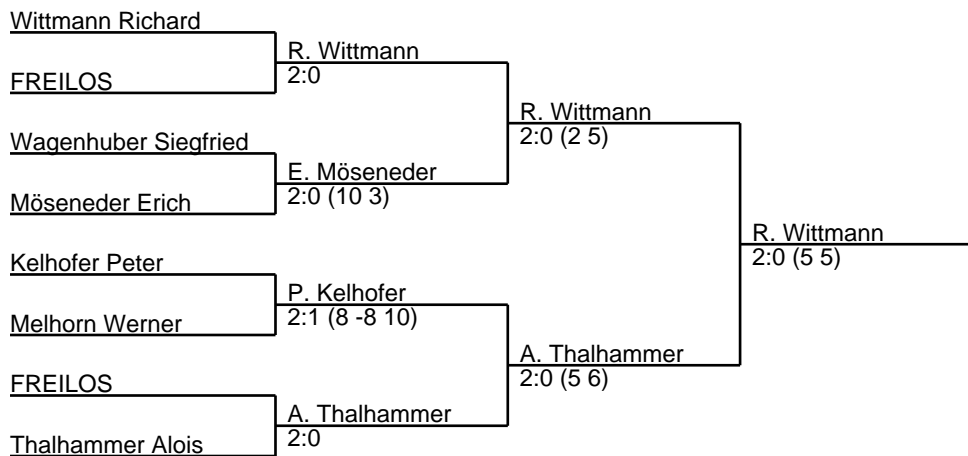 Wittmann Richard
FREILOS
Wagenhuber Siegfried
Möseneder Erich
Kelhofer Peter
Melhorn Werner
FREILOS
Thalhammer Alois
R. Wittmann
2:0
E. Möseneder
2:0 (10 3)
P. Kelhofer
2:1 (8 -8 10)
A. Thalhammer
2:0
R. Wittmann
2:0 (2 5)
A. Thalhammer
2:0 (5 6)
R. Wittmann
2:0 (5 5)